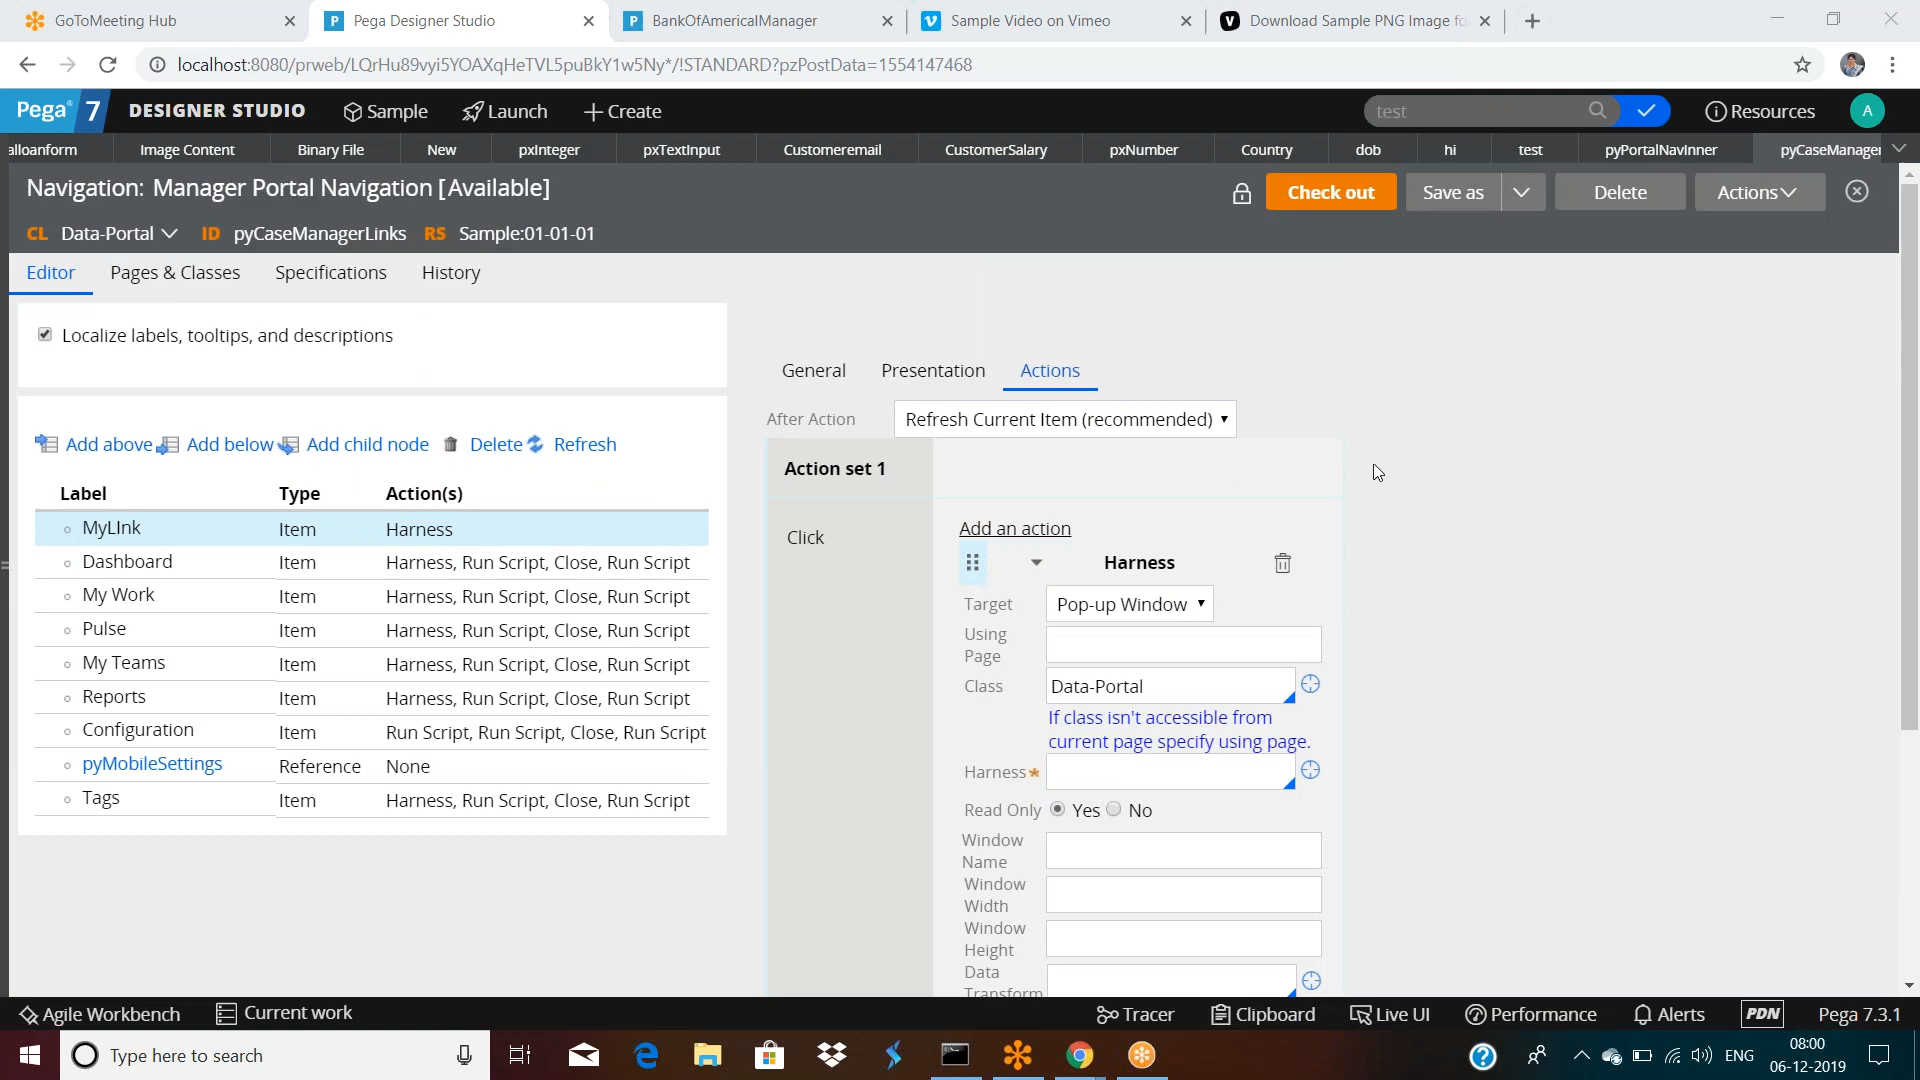 GoToMeeting Hub
Pega Designer Studio
BankOfAmericalManager
Sample Video on Vimeo
Download Sample PNG Image fo
localhost:8080/prweb/LQrHu89vyi5YOAXqHeTVL5puBkY1w5Ny*/!STANDARD?pzPostData=1554147468
Pega 7 DESIGNER STUDIO Sample Launch Create test Resources A
alloanform Image Content Binary File New pxInteger pxTextInput Customeremail CustomerSalary pxNumber Country dob hi test pyPortalNavInner pyCaseManager
Navigation: Manager Portal Navigation [Available]
Check out Save as Delete Actions
CL Data-Portal ID pyCaseManagerLinks RS Sample:01-01-01
Editor Pages & Classes Specifications History
Localize labels, tooltips, and descriptions
Add above Add below Add child node Delete Refresh
Label Type Action(s)
MyLInk Item Harness
Dashboard Item Harness, Run Script, Close, Run Script
My Work Item Harness, Run Script, Close, Run Script
Pulse Item Harness, Run Script, Close, Run Script
My Teams Item Harness, Run Script, Close, Run Script
Reports Item Harness, Run Script, Close, Run Script
Configuration Item Run Script, Run Script, Close, Run Script
pyMobileSettings Reference None
Tags Item Harness, Run Script, Close, Run Script
General Presentation Actions
After Action Refresh Current Item (recommended)
Action set 1
Click
Add an action
Harness
Target Pop-up Window
Using
Page
Class Data-Portal
If class isn't accessible from
current page specify using page.
Harness*
Read Only Yes No
Window
Name
Window
Width
Window
Height
Data
Transform
Agile Workbench Current work Tracer Clipboard Live UI Performance Alerts PDN Pega 7.3.1
Type here to search
ENG
08:00
06-12-2019